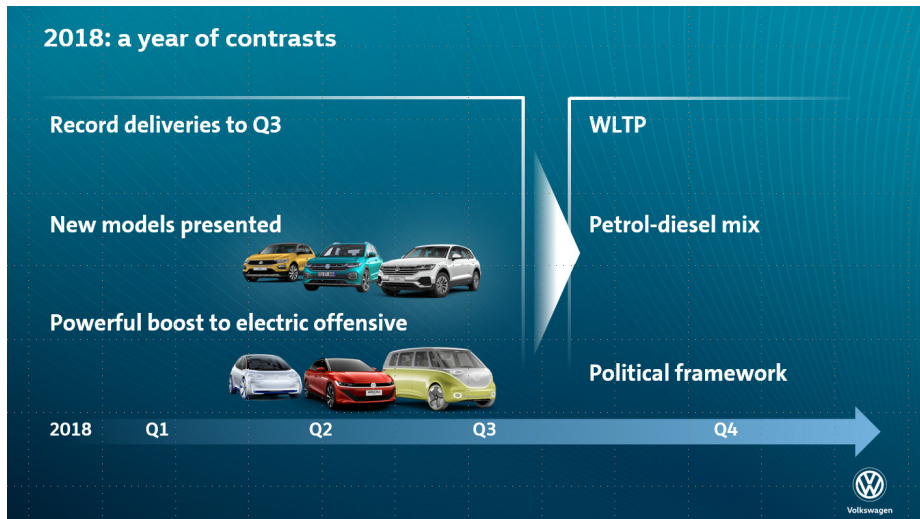 2018: a year of contrasts
Record deliveries to Q3
New models presented
Powerful boost to electric offensive
WLTP
Petrol-diesel mix
Political framework
2018 Q1 Q2 Q3 Q4
Volkswagen